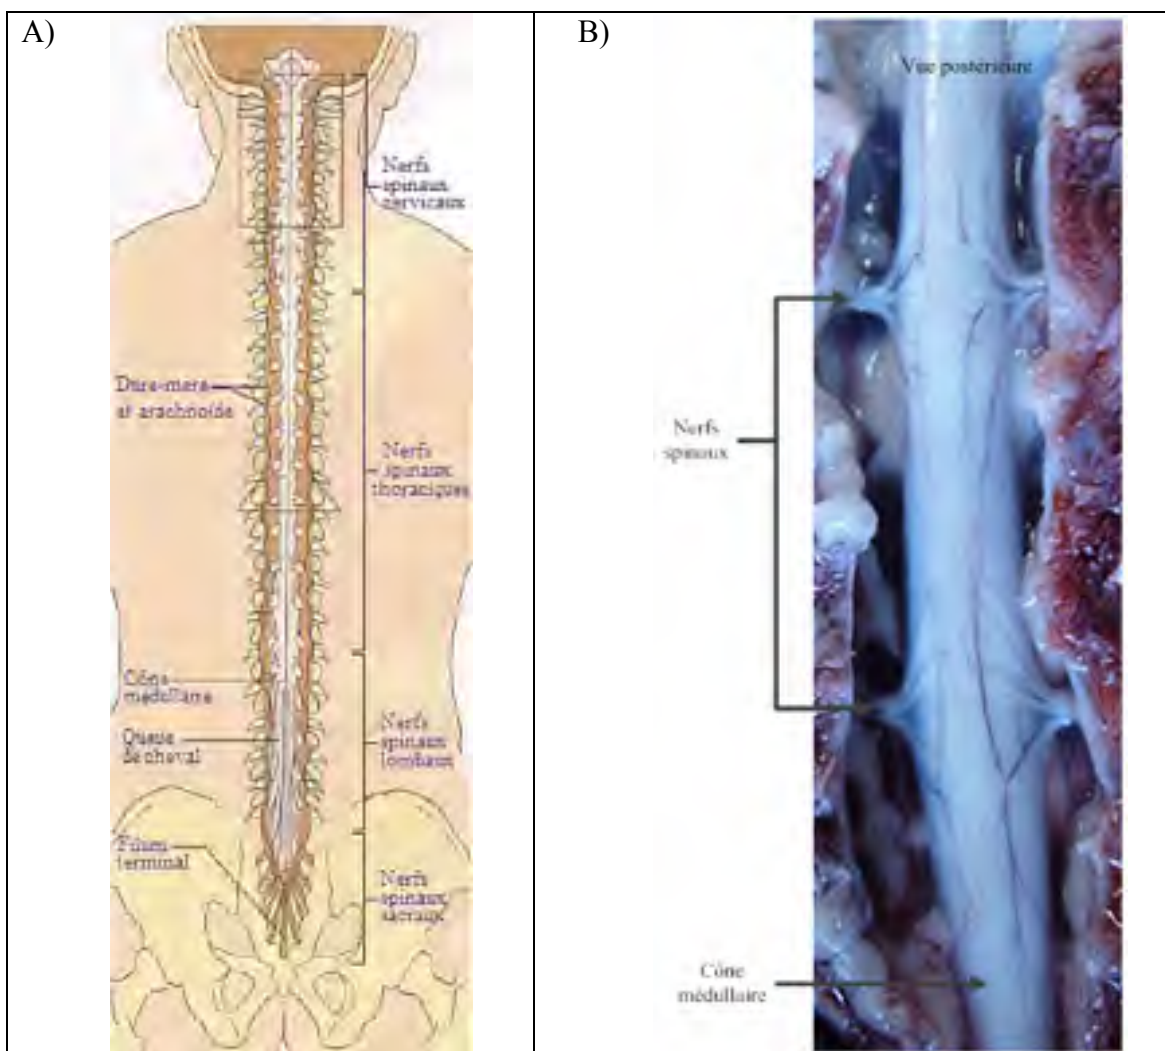 A)
Nerfs
spinaux
cervicaux
Dure-mere
et arachnoïde
Nerfs
spinaux
thoraciques
Cône
médullaire
Queue
de cheval
Nerfs
spinaux
lombaux
Filum
terminal
Nerfs
spinaux
sacraux
B)
Vue postérieure
Nerfs
spinaux
Cône
médullaire